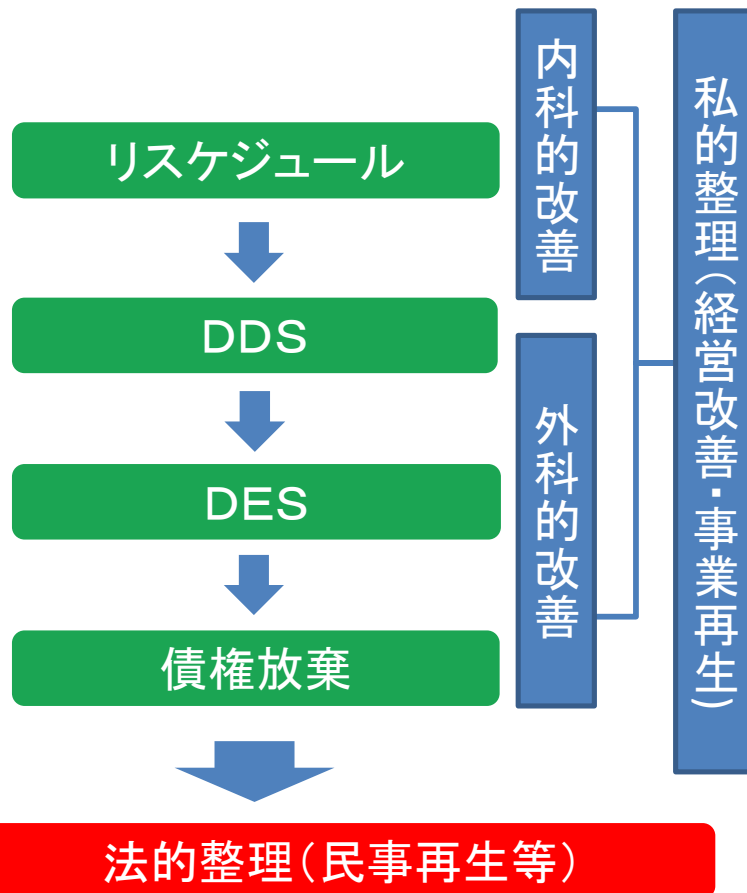 リスケジュール
DDS
DES
債権放棄
法的整理（民事再生等）
内科的改善
外科的改善
私的整理（経営改善・事業再生）